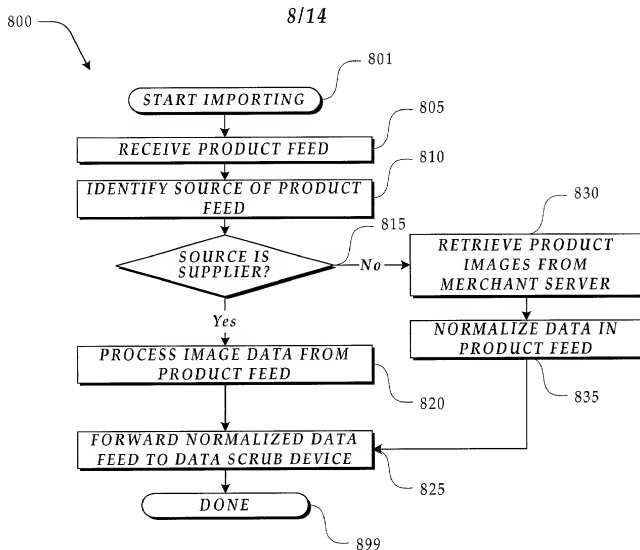 8/14
800
START IMPORTING
801
RECEIVE PRODUCT FEED
805
IDENTIFY SOURCE OF PRODUCT
FEED
810
SOURCE IS
SUPPLIER?
815
No
RETRIEVE PRODUCT
IMAGES FROM
MERCHANT SERVER
830
Yes
NORMALIZE DATA IN
PRODUCT FEED
835
PROCESS IMAGE DATA FROM
PRODUCT FEED
820
FORWARD NORMALIZED DATA
FEED TO DATA SCRUB DEVICE
825
DONE
899